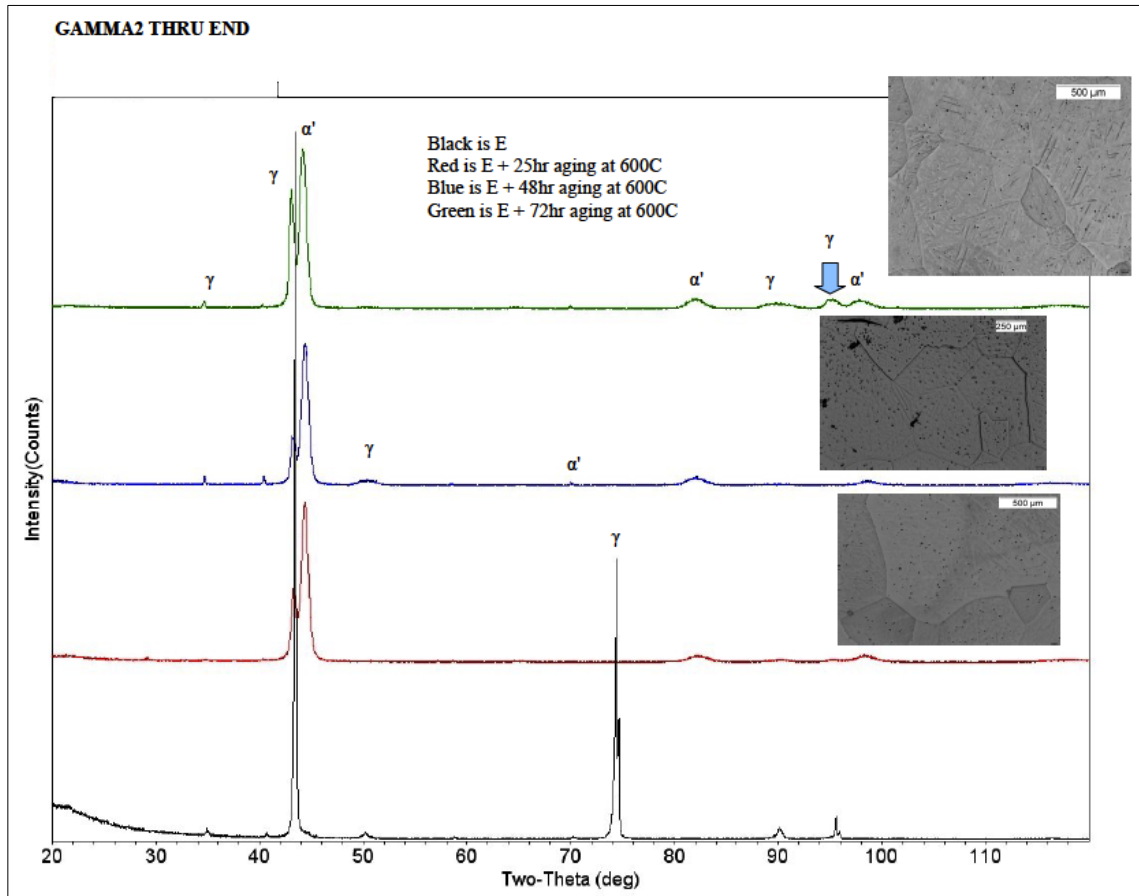 GAMMA2 THRU END
500 µm
α'
Black is E
Red is E + 25hr aging at 600C
Blue is E + 48hr aging at 600C
Green is E + 72hr aging at 600C
γ
γ
γ
α'
γ
α'
250 µm
γ
α'
500 µm
γ
Intensity(Counts)
20 30 40 50 60 70 80 90 100 110
Two-Theta (deg)